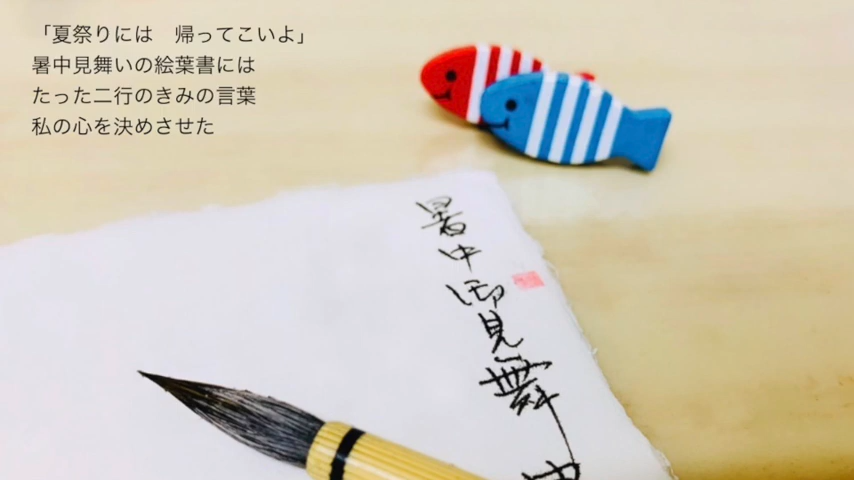 「夏祭りには　帰ってこいよ」
暑中見舞いの絵葉書には
たった二行のきみの言葉
私の心を決めさせた
暑中御見舞申